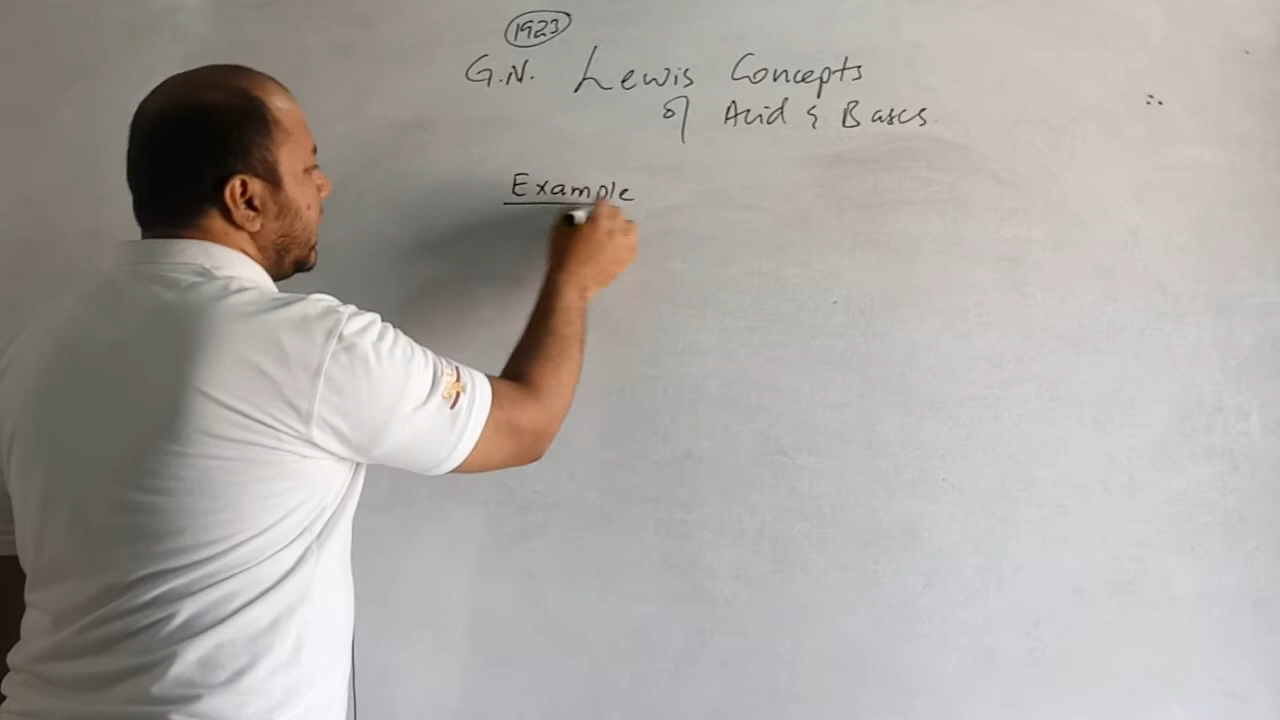 1923
G.N. Lewis Concepts
of Acid & Bases.
Example